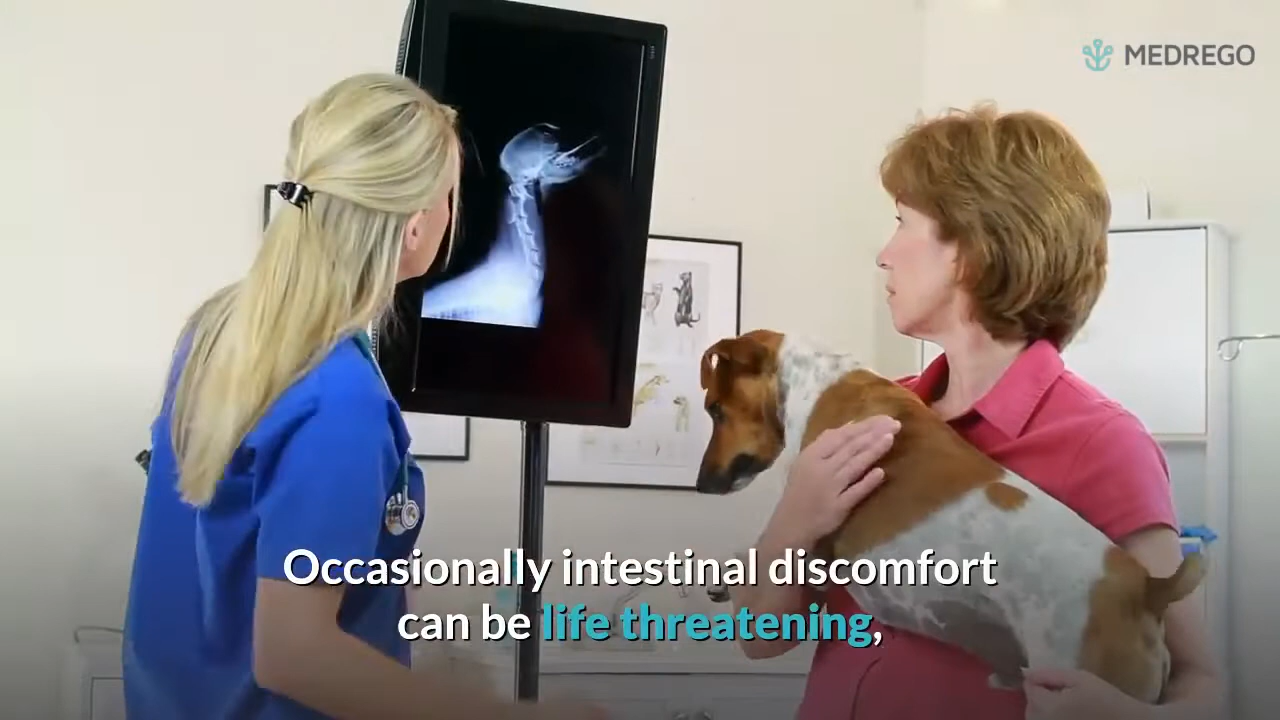 MEDREGO
Occasionally intestinal discomfort
can be life threatening,